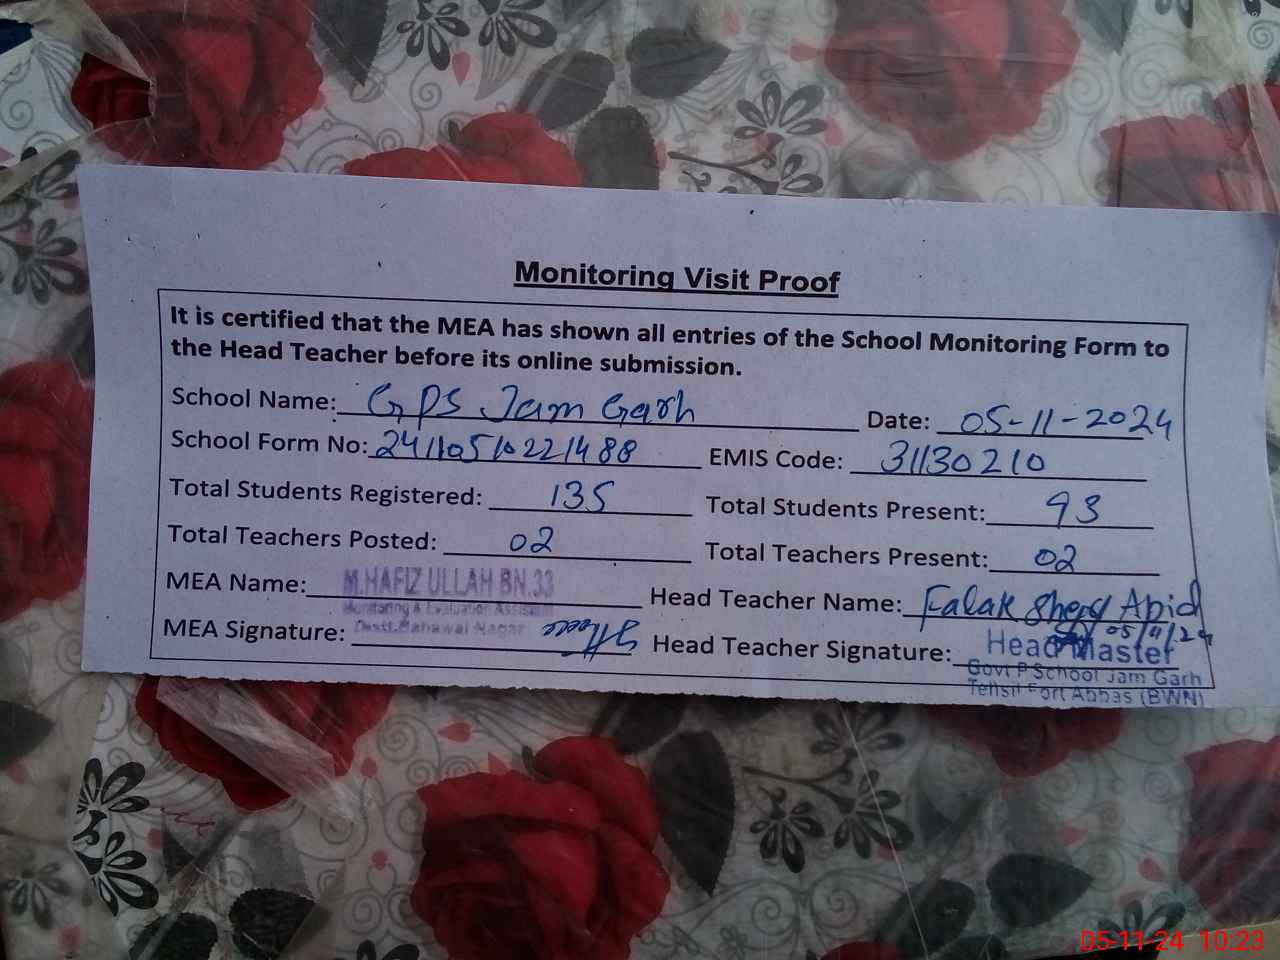 Monitoring Visit Proof
It is certified that the MEA has shown all entries of the School Monitoring Form to
the Head Teacher before its online submission.
School Name: GPS Jam Garh Date: 05-11-2024
School Form No: 241105102221488 EMIS Code: 31130210
Total Students Registered: 135 Total Students Present: 93
Total Teachers Posted: 02 Total Teachers Present: 02
MEA Name: M.HAFIZ ULLAH BN.33 Head Teacher Name: Falak Sher Abid
Monitoring & Evaluation Assistant
Distt.Bahawal Nagar
MEA Signature: Head Teacher Signature: 05/11/24
Head Master
Govt P School Jam Garh
Tehsil Fort Abbas (BWN)
05-11-24 10:23